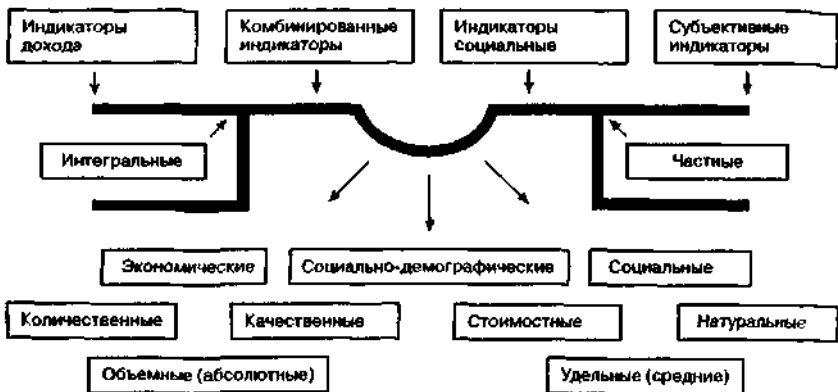 Индикаторы
дохода
Комбинированные
индикаторы
Индикаторы
социальные
Субъективные
индикаторы
Интегральные
Частные
Экономические
Социально-демографические
Социальные
Количественные
Качественные
Стоимостные
Натуральные
Объемные (абсолютные)
Удельные (средние)